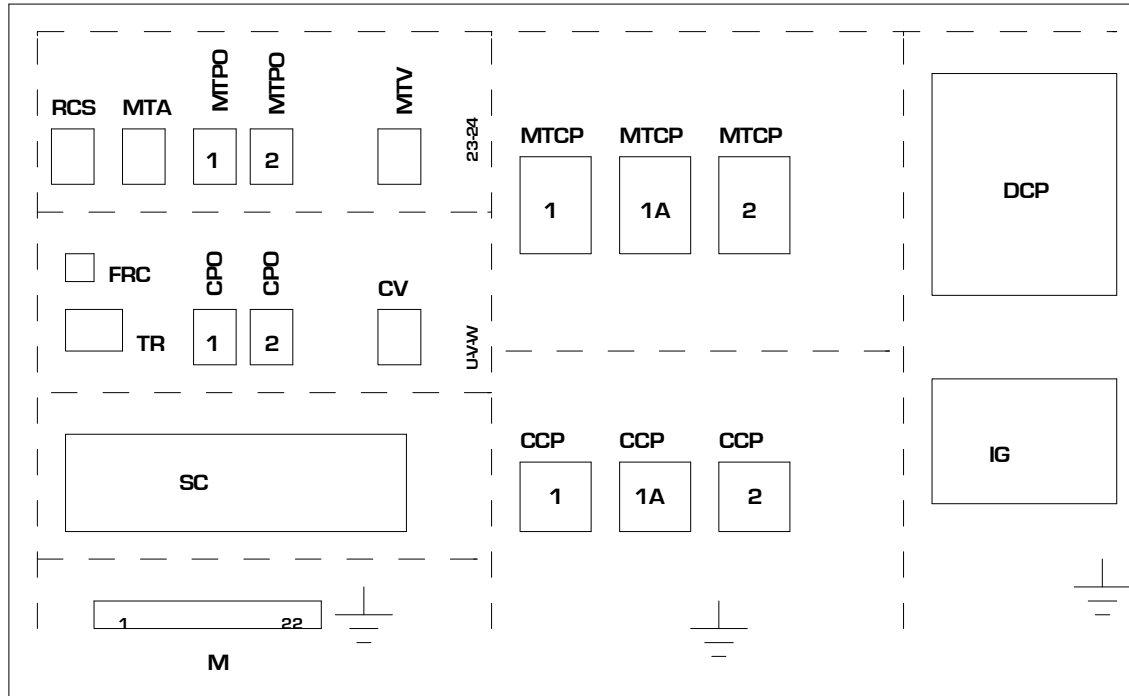 RCS MTA MTPO MTPO MTV
1 2
23-24
MTCP MTCP MTCP
1 1A 2
DCP
FRC
CPO CPO CV
TR 1 2
U-V-W
CCP CCP CCP
1 1A 2
IG
SC
1 22
M